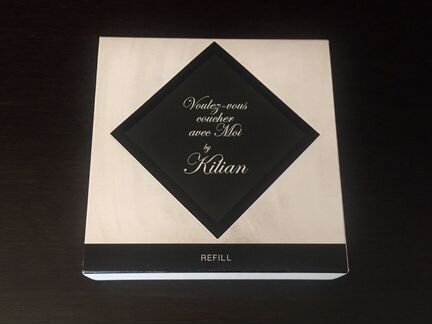 Voulez-vous
coucher
avec Moi
by
Kilian
REFILL